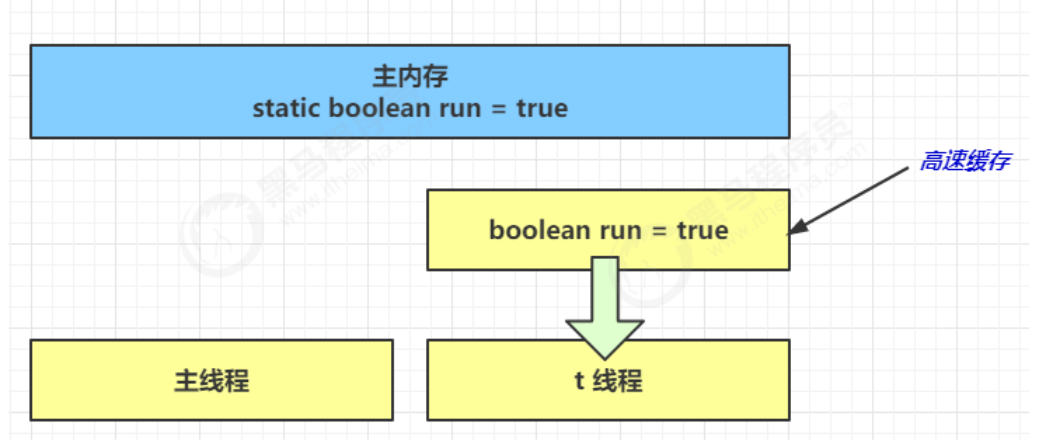 主内存
static boolean run = true
高速缓存
boolean run = true
主线程
t 线程
黑马程序员
www.itheima.com
黑马程序员
www.itheima.com